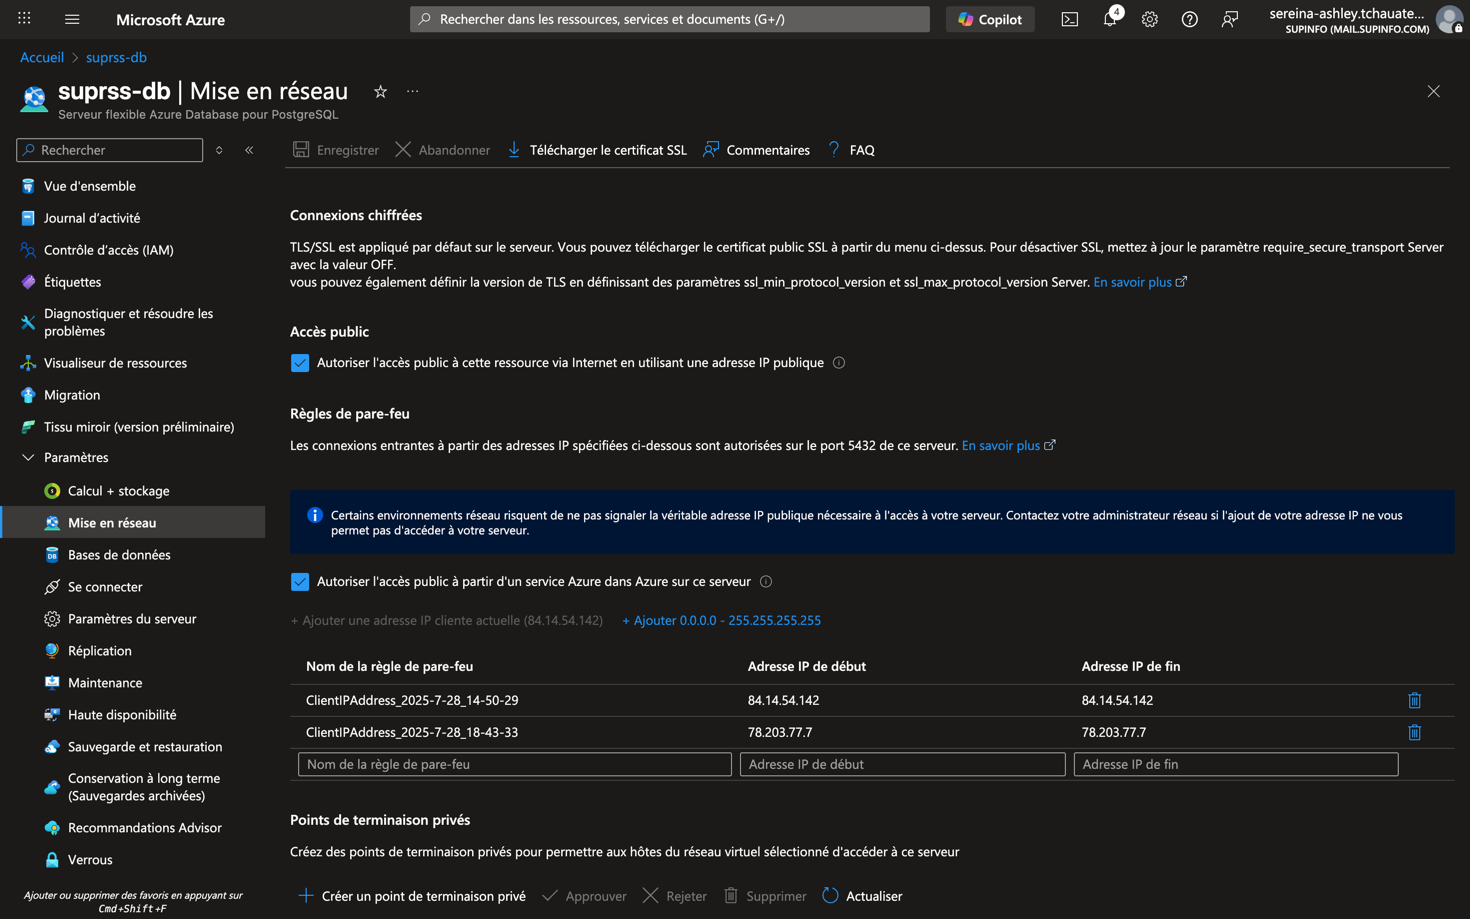 Microsoft Azure
Rechercher dans les ressources, services et documents (G+/)
Copilot
4
sereina-ashley.tchauate...
SUPINFO (MAIL.SUPINFO.COM)
Accueil > suprss-db
suprss-db | Mise en réseau
Serveur flexible Azure Database pour PostgreSQL
Rechercher
Enregistrer
Abandonner
Télécharger le certificat SSL
Commentaires
FAQ
Vue d'ensemble
Journal d’activité
Contrôle d’accès (IAM)
Étiquettes
Diagnostiquer et résoudre les
problèmes
Visualiseur de ressources
Migration
Tissu miroir (version préliminaire)
Paramètres
Calcul + stockage
Mise en réseau
Bases de données
Se connecter
Paramètres du serveur
Réplication
Maintenance
Haute disponibilité
Sauvegarde et restauration
Conservation à long terme
(Sauvegardes archivées)
Recommandations Advisor
Verrous
Ajouter ou supprimer des favoris en appuyant sur
Cmd+Shift+F
Connexions chiffrées
TLS/SSL est appliqué par défaut sur le serveur. Vous pouvez télécharger le certificat public SSL à partir du menu ci-dessus. Pour désactiver SSL, mettez à jour le paramètre require_secure_transport Server
avec la valeur OFF.
vous pouvez également définir la version de TLS en définissant des paramètres ssl_min_protocol_version et ssl_max_protocol_version Server. En savoir plus
Accès public
Autoriser l'accès public à cette ressource via Internet en utilisant une adresse IP publique
Règles de pare-feu
Les connexions entrantes à partir des adresses IP spécifiées ci-dessous sont autorisées sur le port 5432 de ce serveur. En savoir plus
Certains environnements réseau risquent de ne pas signaler la véritable adresse IP publique nécessaire à l'accès à votre serveur. Contactez votre administrateur réseau si l'ajout de votre adresse IP ne vous
permet pas d'accéder à votre serveur.
Autoriser l'accès public à partir d'un service Azure dans Azure sur ce serveur
+ Ajouter une adresse IP cliente actuelle (84.14.54.142)
+ Ajouter 0.0.0.0 - 255.255.255.255
Nom de la règle de pare-feu
Adresse IP de début
Adresse IP de fin
ClientIPAddress_2025-7-28_14-50-29
84.14.54.142
84.14.54.142
ClientIPAddress_2025-7-28_18-43-33
78.203.77.7
78.203.77.7
Nom de la règle de pare-feu
Adresse IP de début
Adresse IP de fin
Points de terminaison privés
Créez des points de terminaison privés pour permettre aux hôtes du réseau virtuel sélectionné d'accéder à ce serveur
Créer un point de terminaison privé
Approuver
Rejeter
Supprimer
Actualiser